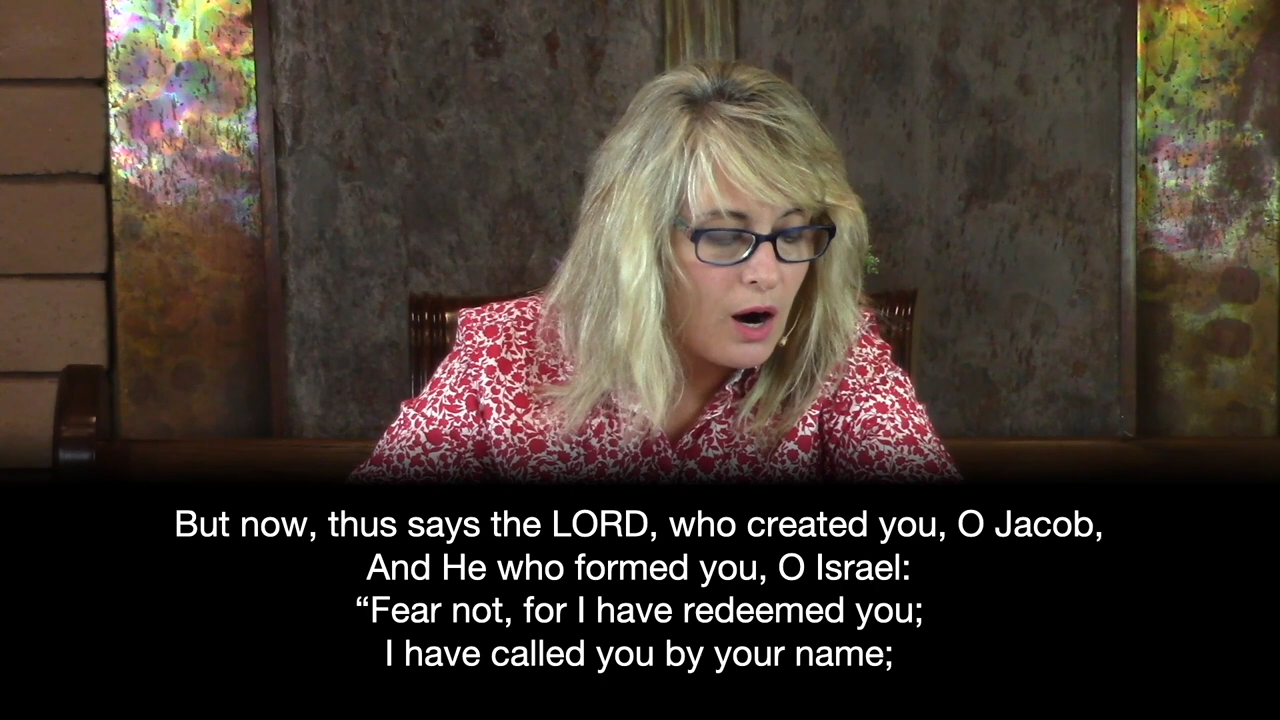 But now, thus says the LORD, who created you, O Jacob,
And He who formed you, O Israel:
“Fear not, for I have redeemed you;
I have called you by your name;